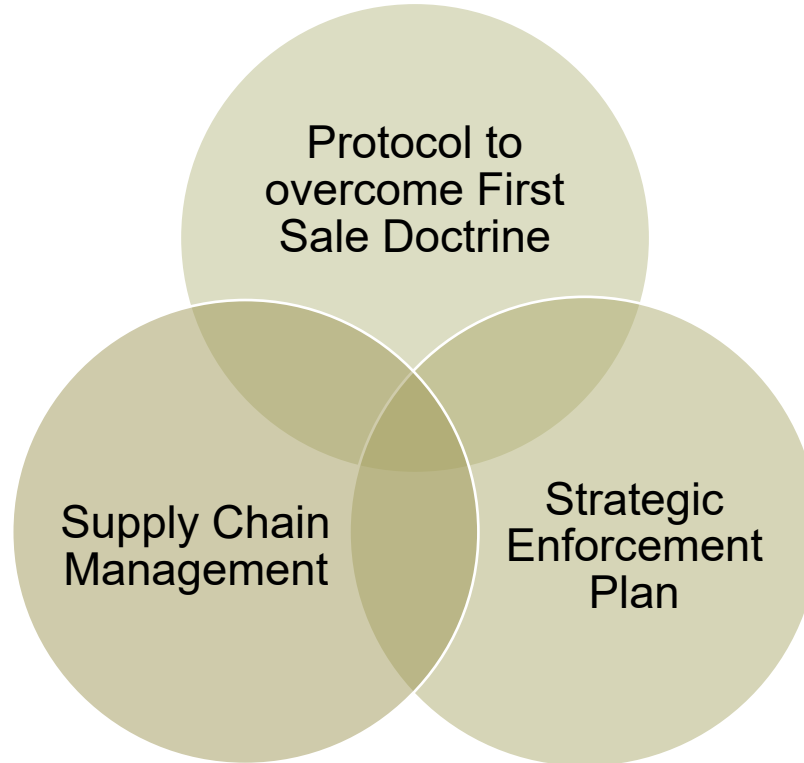 Protocol to
overcome First
Sale Doctrine
Supply Chain
Management
Strategic
Enforcement
Plan